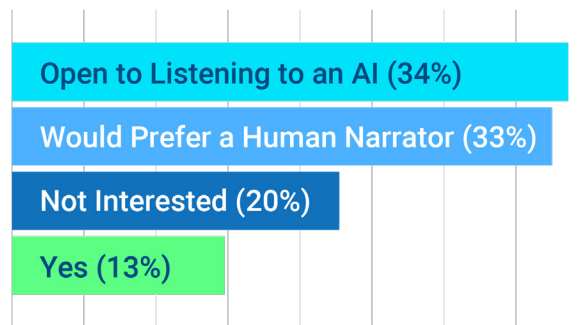 Open to Listening to an AI (34%)
Would Prefer a Human Narrator (33%)
Not Interested (20%)
Yes (13%)